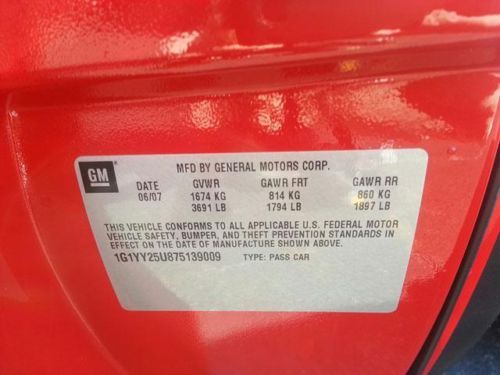 GM
MFD BY GENERAL MOTORS CORP.
DATE GVWR GAWR FRT GAWR RR
06/07 1674 KG 814 KG 860 KG
3691 LB 1794 LB 1897 LB
THIS VEHICLE CONFORMS TO ALL APPLICABLE U.S. FEDERAL MOTOR
VEHICLE SAFETY, BUMPER, AND THEFT PREVENTION STANDARDS IN
EFFECT ON THE DATE OF MANUFACTURE SHOWN ABOVE.
1G1YY25U875139009 TYPE: PASS CAR